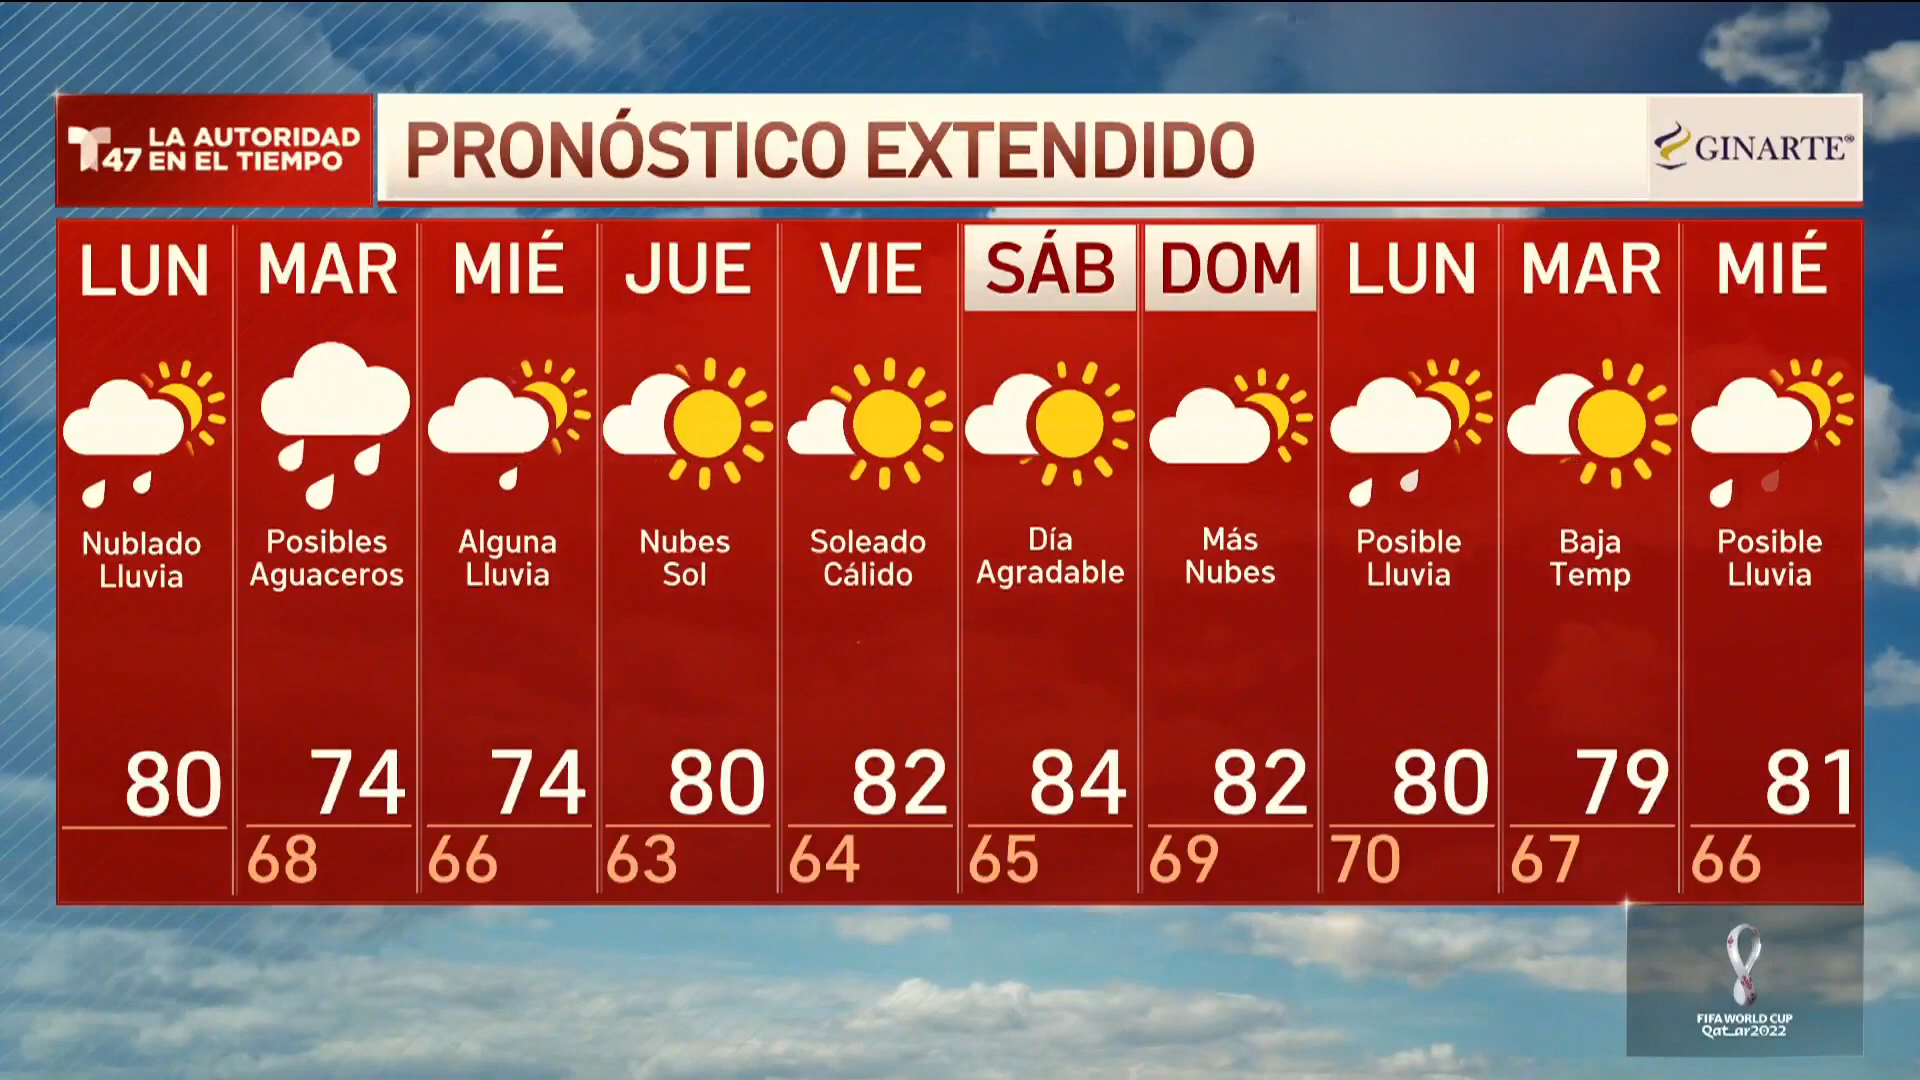 T47 LA AUTORIDAD
EN EL TIEMPO
PRONÓSTICO EXTENDIDO
GINARTE®
LUN MAR MIÉ JUE VIE SÁB DOM LUN MAR MIÉ
Nublado Posibles Alguna Nubes Soleado Día Más Posible Baja Posible
Lluvia Aguaceros Lluvia Sol Cálido Agradable Nubes Lluvia Temp Lluvia
80 74 74 80 82 84 82 80 79 81
68 66 63 64 65 69 70 67 66
FIFA WORLD CUP
Qatar2022